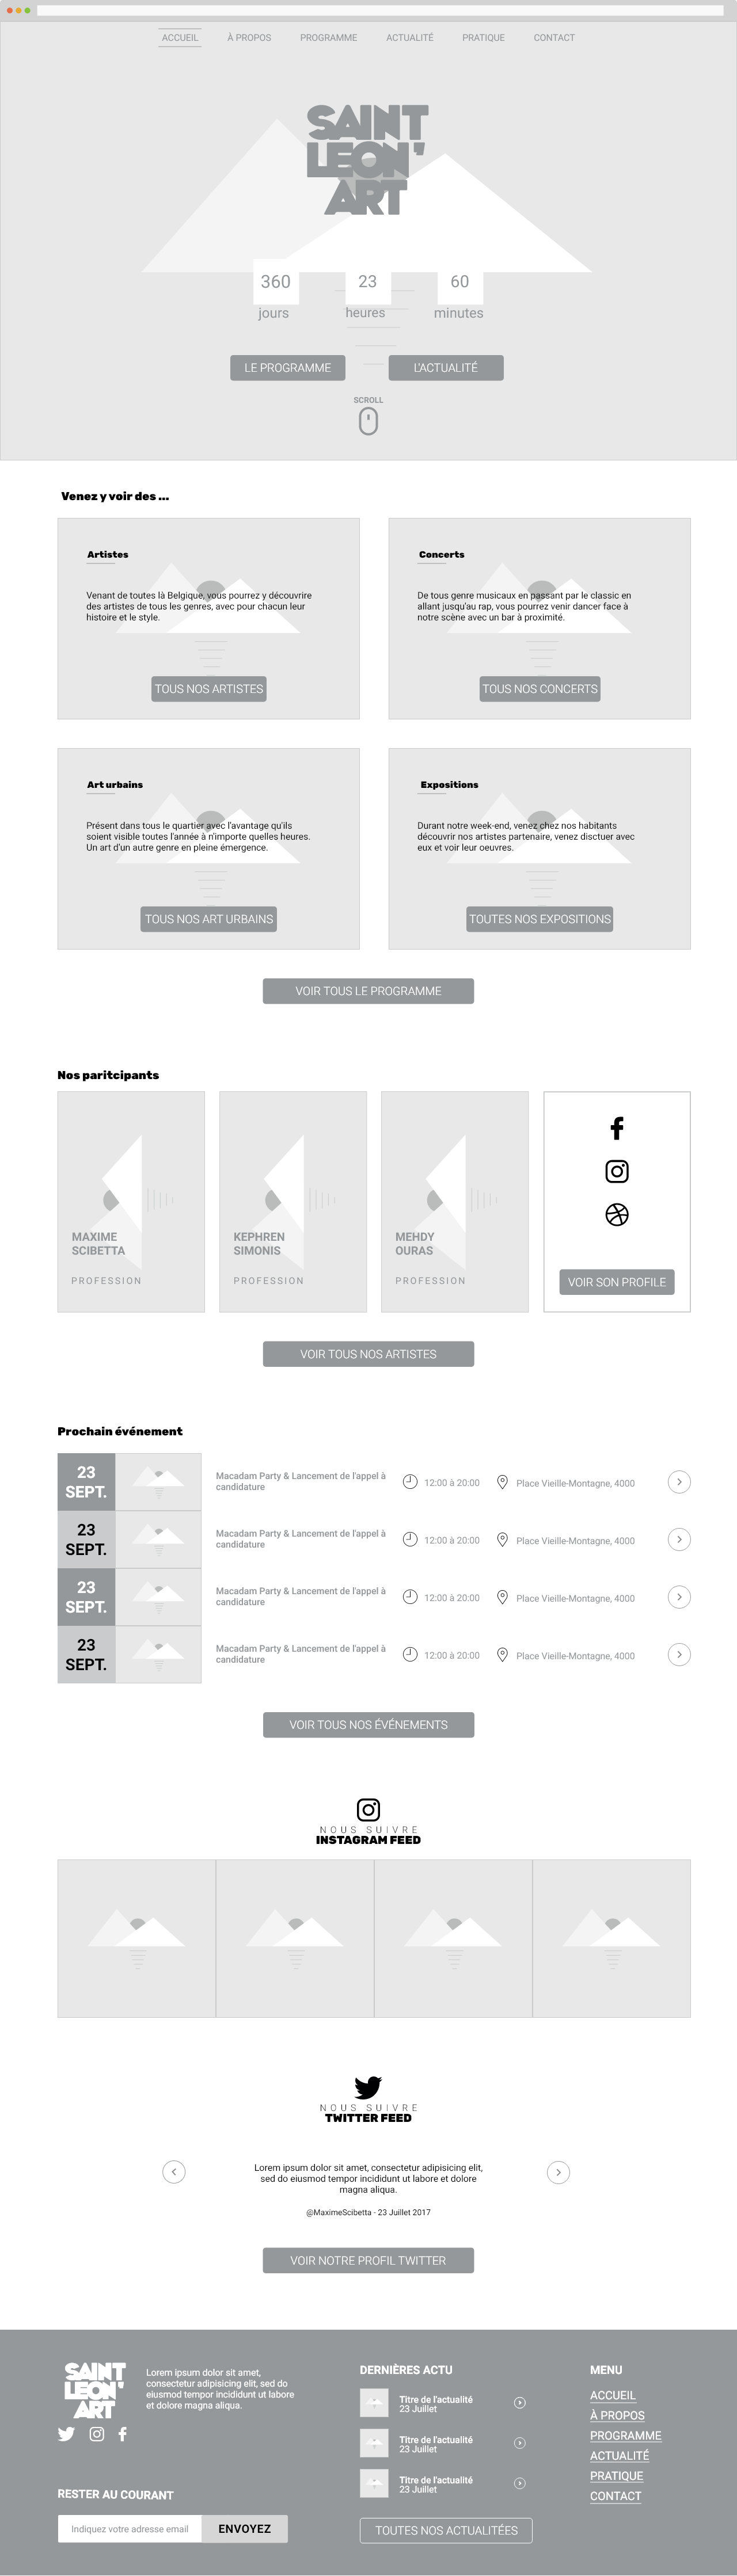 ACCUEIL
À PROPOS
PROGRAMME
ACTUALITÉ
PRATIQUE
CONTACT
SAINT
LEON'
ART
360
jours
23
heures
60
minutes
LE PROGRAMME
L'ACTUALITÉ
SCROLL
Venez y voir des ...
Artistes
Venant de toutes là Belgique, vous pourrez y découvrire
des artistes de tous les genres, avec pour chacun leur
histoire et le style.
TOUS NOS ARTISTES
Concerts
De tous genre musicaux en passant par le classic en
allant jusqu'au rap, vous pourrez venir dancer face à
notre scène avec un bar à proximité.
TOUS NOS CONCERTS
Art urbains
Présent dans tous le quartier avec l'avantage qu'ils
soient visible toutes l'année à n'importe quelles heures.
Un art d'un autre genre en pleine émergence.
TOUS NOS ART URBAINS
Expositions
Durant notre week-end, venez chez nos habitants
découvrir nos artistes partenaire, venez disctuer avec
eux et voir leur oeuvres.
TOUTES NOS EXPOSITIONS
VOIR TOUS LE PROGRAMME
Nos paritcipants
MAXIME
SCIBETTA
PROFESSION
KEPHREN
SIMONIS
PROFESSION
MEHDY
OURAS
PROFESSION
VOIR SON PROFILE
VOIR TOUS NOS ARTISTES
Prochain événement
23
SEPT.
Macadam Party & Lancement de l'appel à
candidature
12:00 à 20:00
Place Vieille-Montagne, 4000
23
SEPT.
Macadam Party & Lancement de l'appel à
candidature
12:00 à 20:00
Place Vieille-Montagne, 4000
23
SEPT.
Macadam Party & Lancement de l'appel à
candidature
12:00 à 20:00
Place Vieille-Montagne, 4000
23
SEPT.
Macadam Party & Lancement de l'appel à
candidature
12:00 à 20:00
Place Vieille-Montagne, 4000
VOIR TOUS NOS ÉVÉNEMENTS
NOUS SUIVRE
INSTAGRAM FEED
NOUS SUIVRE
TWITTER FEED
Lorem ipsum dolor sit amet, consectetur adipisicing elit,
sed do eiusmod tempor incididunt ut labore et dolore
magna aliqua.
@MaximeScibetta - 23 Juillet 2017
VOIR NOTRE PROFIL TWITTER
SAINT
LEON'
ART
Lorem ipsum dolor sit amet,
consectetur adipisicing elit, sed do
eiusmod tempor incididunt ut labore
et dolore magna aliqua.
RESTER AU COURANT
Indiquez votre adresse email
ENVOYEZ
DERNIÈRES ACTU
Titre de l'actualité
23 Juillet
Titre de l'actualité
23 Juillet
Titre de l'actualité
23 Juillet
TOUTES NOS ACTUALITÉES
MENU
ACCUEIL
À PROPOS
PROGRAMME
ACTUALITÉ
PRATIQUE
CONTACT